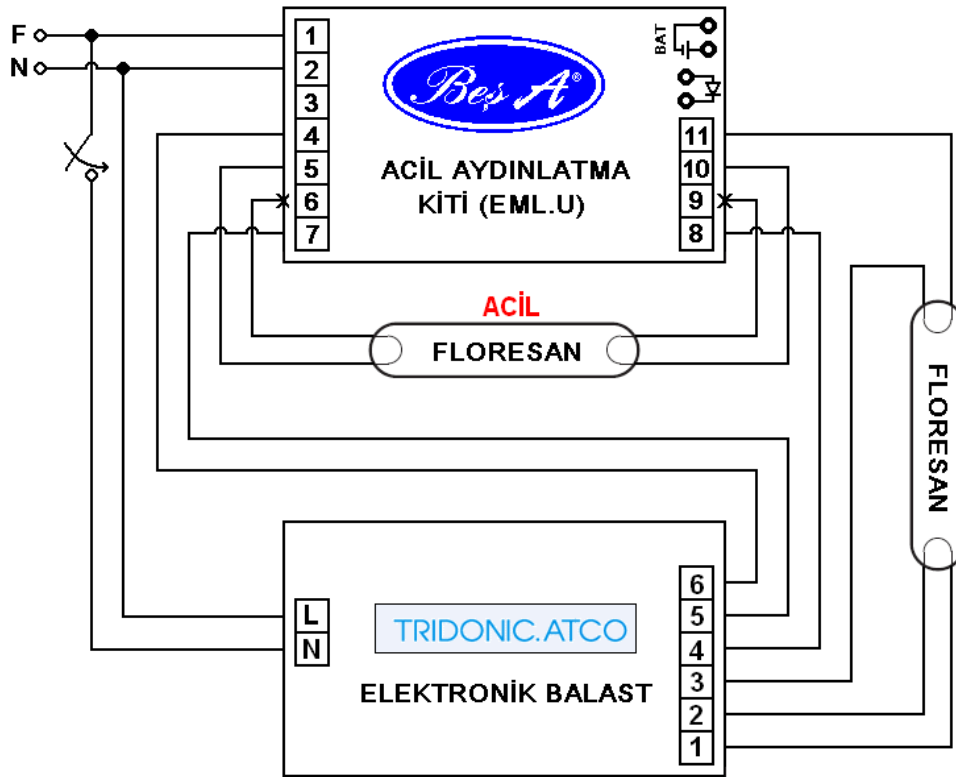 F
N
1
2
3
4
5
6
7
Beş A®
ACİL AYDINLATMA
KİTİ (EML.U)
BAT
11
10
9
8
ACİL
FLORESAN
FLORESAN
L
N
TRIDONIC.ATCO
ELEKTRONİK BALAST
6
5
4
3
2
1